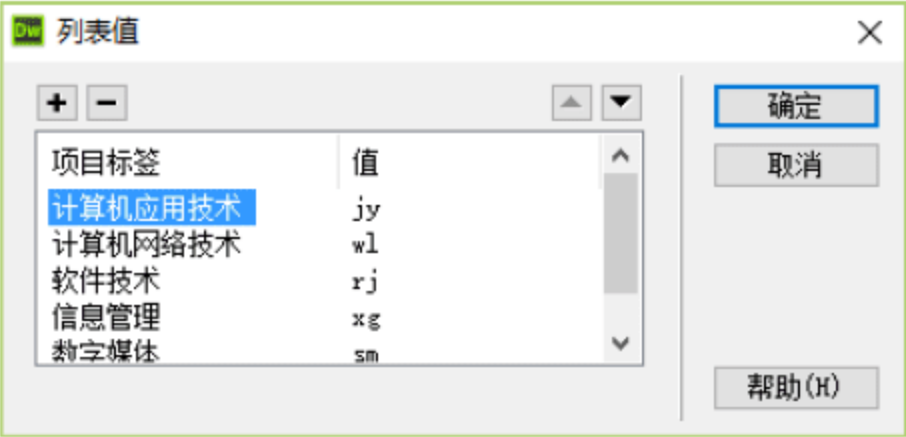 Dw 列表值
确定
取消
项目标签 值
计算机应用技术 jy
计算机网络技术 wl
软件技术 rj
信息管理 xg
数字媒体 sm
帮助(H)